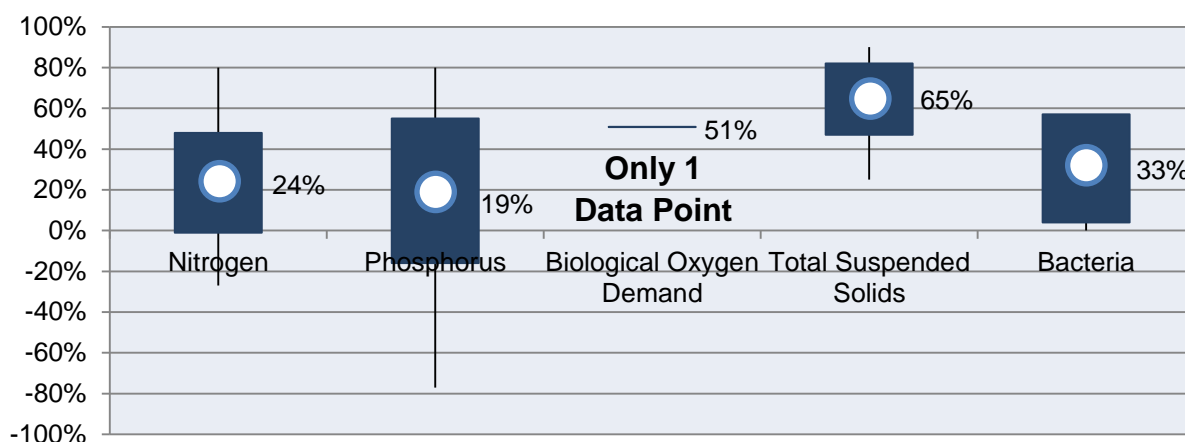 100%
80%
60%
40%
20%
0%
-20%
-40%
-60%
-80%
-100%
24%
19%
51%
Only 1
Data Point
65%
33%
Nitrogen
Phosphorus
Biological Oxygen
Demand
Total Suspended
Solids
Bacteria